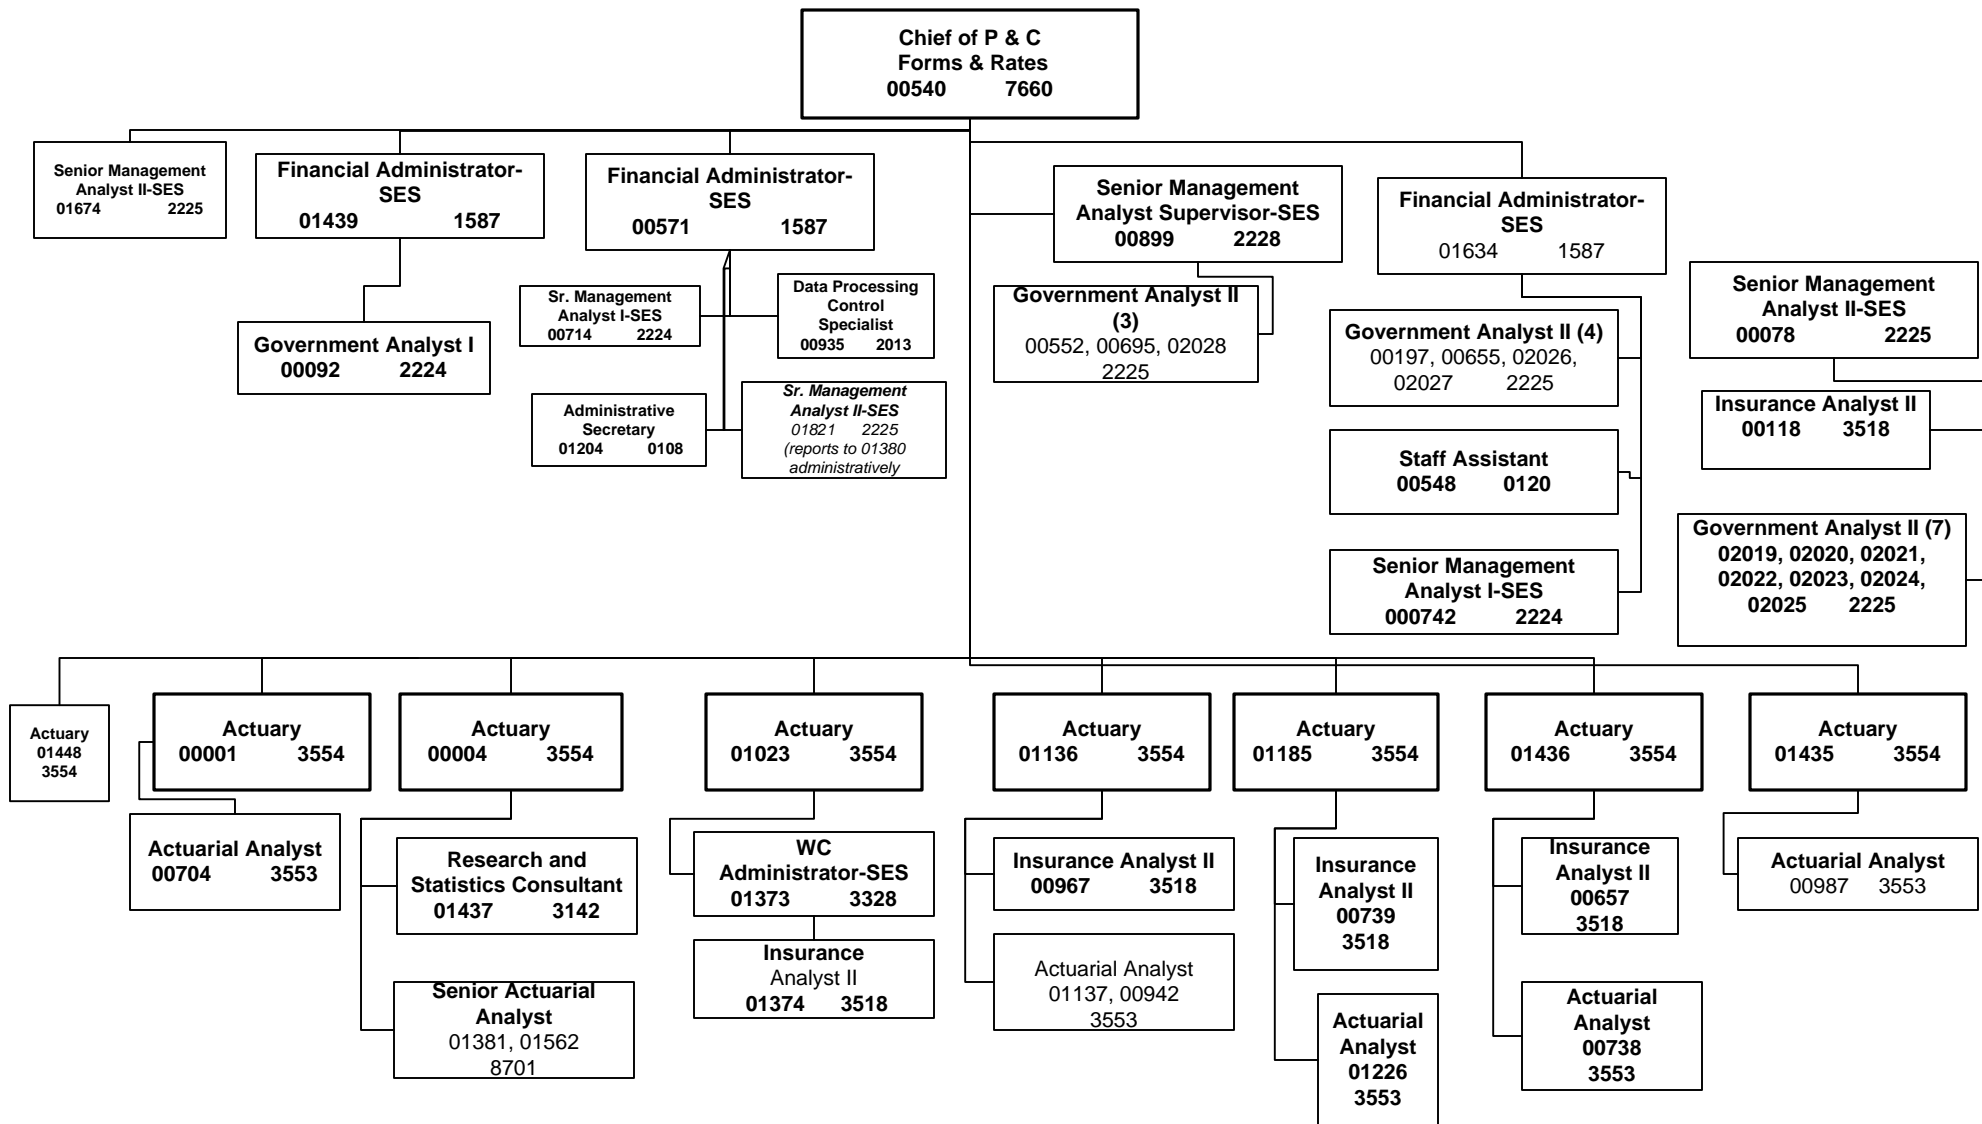 Chief of P & C
Forms & Rates
00540 7660
Senior Management
Analyst II-SES
01674 2225
Financial Administrator-
SES
01439 1587
Financial Administrator-
SES
00571 1587
Senior Management
Analyst Supervisor-SES
00899 2228
Financial Administrator-
SES
01634 1587
Senior Management
Analyst II-SES
00078 2225
Government Analyst I
00092 2224
Sr. Management
Analyst I-SES
00714 2224
Data Processing
Control
Specialist
00935 2013
Administrative
Secretary
01204 0108
Sr. Management
Analyst II-SES
01821 2225
(reports to 01380
administratively
Government Analyst II
(3)
00552, 00695, 02028
2225
Government Analyst II (4)
00197, 00655, 02026,
02027 2225
Staff Assistant
00548 0120
Senior Management
Analyst I-SES
000742 2224
Insurance Analyst II
00118 3518
Government Analyst II (7)
02019, 02020, 02021,
02022, 02023, 02024,
02025 2225
Actuary
01448
3554
Actuary
00001 3554
Actuary
00004 3554
Actuary
01023 3554
Actuary
01136 3554
Actuary
01185 3554
Actuary
01436 3554
Actuary
01435 3554
Actuarial Analyst
00704 3553
Research and
Statistics Consultant
01437 3142
Senior Actuarial
Analyst
01381, 01562
8701
WC
Administrator-SES
01373 3328
Insurance
Analyst II
01374 3518
Insurance Analyst II
00967 3518
Actuarial Analyst
01137, 00942
3553
Insurance
Analyst II
00739
3518
Actuarial
Analyst
01226
3553
Insurance
Analyst II
00657
3518
Actuarial
Analyst
00738
3553
Actuarial Analyst
00987 3553